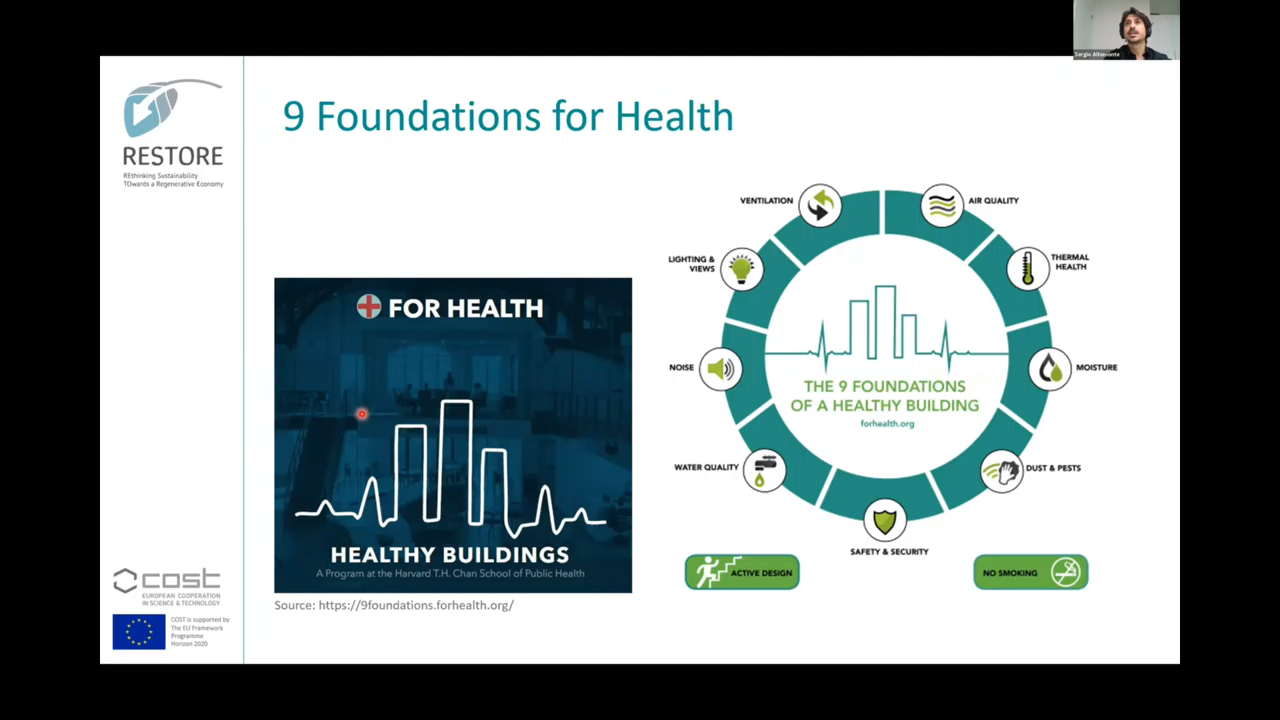 Sergio Altomonte
9 Foundations for Health
RESTORE
REthinking Sustainability
TOwards a Regenerative Economy
VENTILATION
AIR QUALITY
LIGHTING &
VIEWS
THERMAL
HEALTH
FOR HEALTH
NOISE
MOISTURE
THE 9 FOUNDATIONS
OF A HEALTHY BUILDING
forhealth.org
WATER QUALITY
DUST & PESTS
SAFETY & SECURITY
HEALTHY BUILDINGS
A Program at the Harvard T.H. Chan School of Public Health
ACTIVE DESIGN
NO SMOKING
Source: https://9foundations.forhealth.org/
cost
EUROPEAN COOPERATION
IN SCIENCE & TECHNOLOGY
COST is supported by
The EU Framework
Programme
Horizon 2020